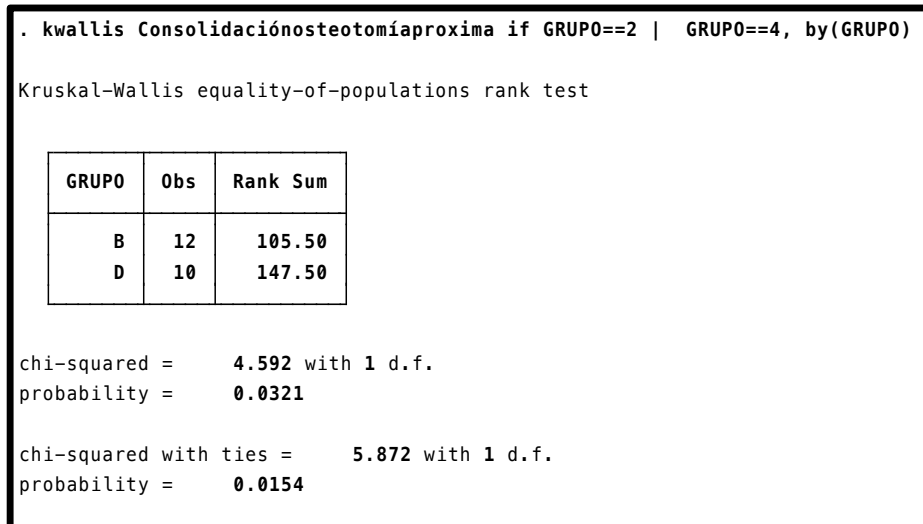 . kwallis Consolidaciónosteotomíaproxima if GRUPO==2 |  GRUPO==4, by(GRUPO)
Kruskal-Wallis equality-of-populations rank test
GRUPO Obs Rank Sum
B 12 105.50
D 10 147.50
chi-squared =     4.592 with 1 d.f.
probability =     0.0321
chi-squared with ties =     5.872 with 1 d.f.
probability =     0.0154